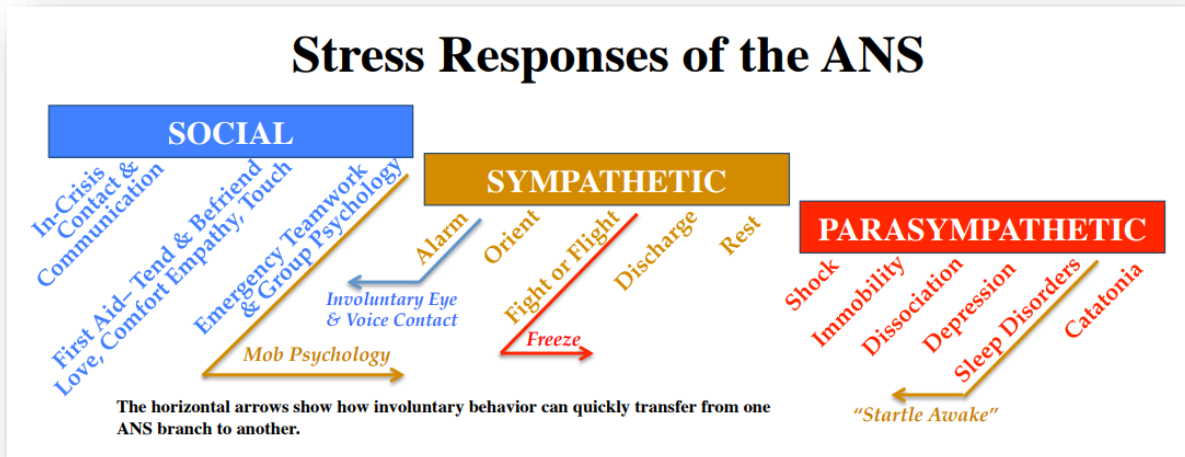 Stress Responses of the ANS
SOCIAL
In-Crisis
Contact &
Communication
First Aid– Tend & Befriend
Love, Comfort Empathy, Touch
Emergency Teamwork
& Group Psychology
Mob Psychology
SYMPATHETIC
Alarm
Orient
Fight or Flight
Discharge
Rest
Involuntary Eye
& Voice Contact
Freeze
PARASYMPATHETIC
Shock
Immobility
Dissociation
Depression
Sleep Disorders
Catatonia
“Startle Awake”
The horizontal arrows show how involuntary behavior can quickly transfer from one
ANS branch to another.